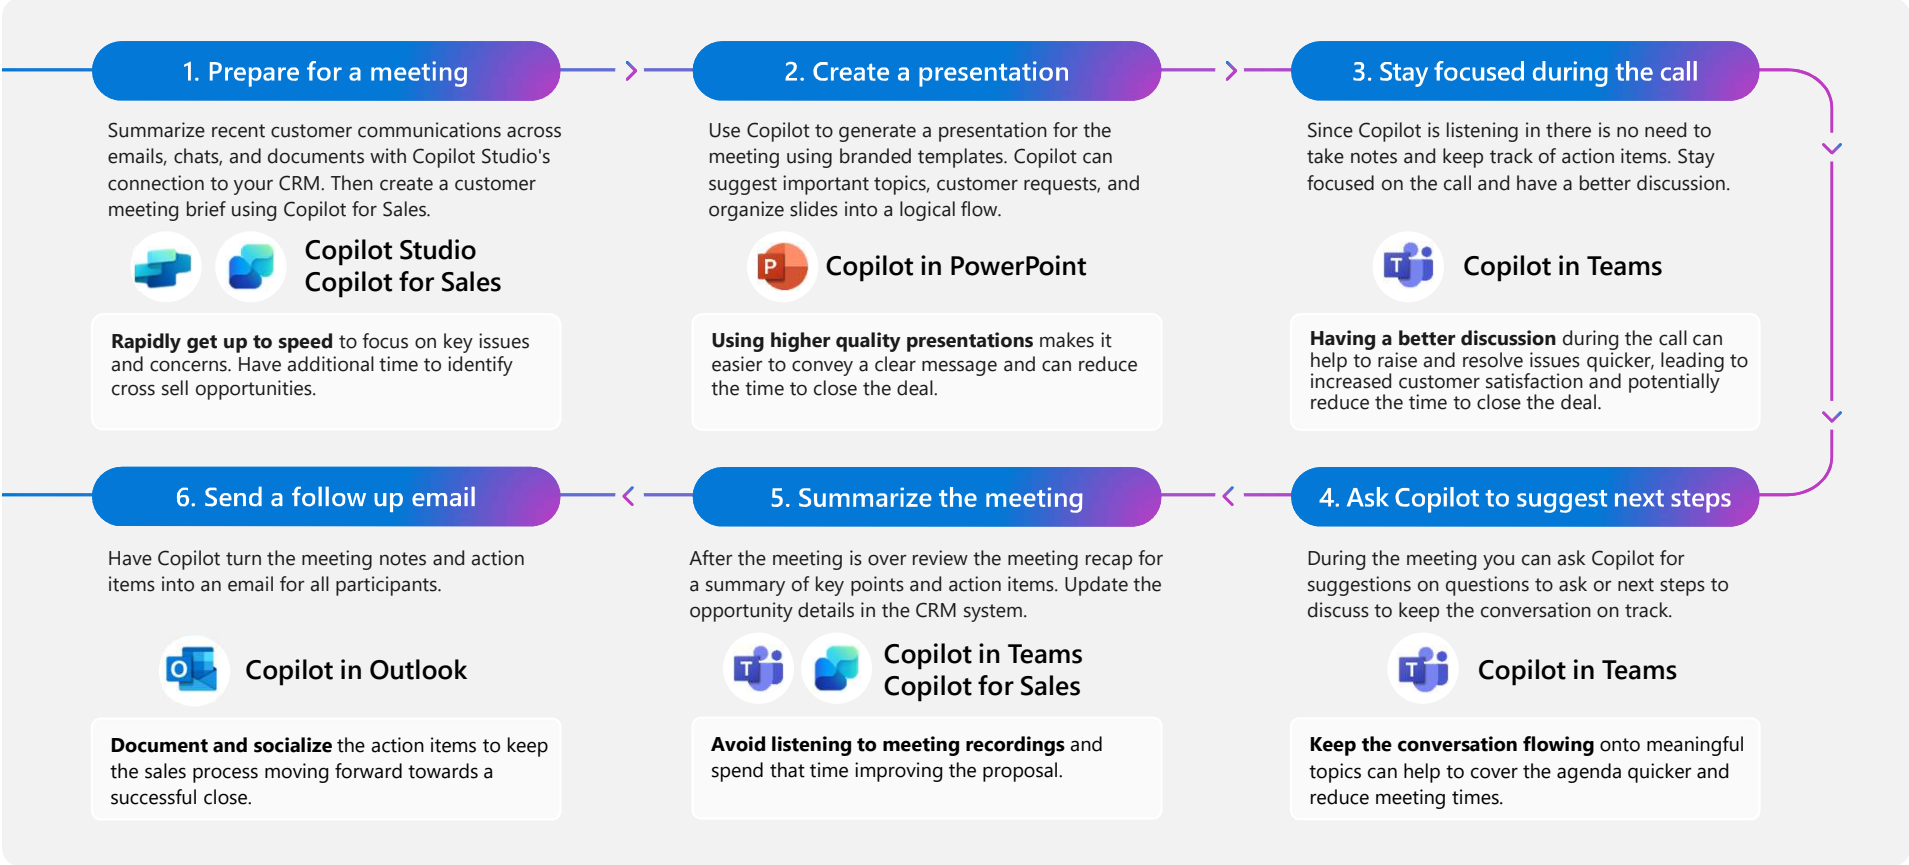 1. Prepare for a meeting
Summarize recent customer communications across
emails, chats, and documents with Copilot Studio's
connection to your CRM. Then create a customer
meeting brief using Copilot for Sales.
Copilot Studio
Copilot for Sales
Rapidly get up to speed to focus on key issues
and concerns. Have additional time to identify
cross sell opportunities.
2. Create a presentation
Use Copilot to generate a presentation for the
meeting using branded templates. Copilot can
suggest important topics, customer requests, and
organize slides into a logical flow.
P
Copilot in PowerPoint
Using higher quality presentations makes it
easier to convey a clear message and can reduce
the time to close the deal.
3. Stay focused during the call
Since Copilot is listening in there is no need to
take notes and keep track of action items. Stay
focused on the call and have a better discussion.
T
Copilot in Teams
Having a better discussion during the call can
help to raise and resolve issues quicker, leading to
increased customer satisfaction and potentially
reduce the time to close the deal.
4. Ask Copilot to suggest next steps
During the meeting you can ask Copilot for
suggestions on questions to ask or next steps to
discuss to keep the conversation on track.
T
Copilot in Teams
Keep the conversation flowing onto meaningful
topics can help to cover the agenda quicker and
reduce meeting times.
5. Summarize the meeting
After the meeting is over review the meeting recap for
a summary of key points and action items. Update the
opportunity details in the CRM system.
T
Copilot in Teams
Copilot for Sales
Avoid listening to meeting recordings and
spend that time improving the proposal.
6. Send a follow up email
Have Copilot turn the meeting notes and action
items into an email for all participants.
O
Copilot in Outlook
Document and socialize the action items to keep
the sales process moving forward towards a
successful close.